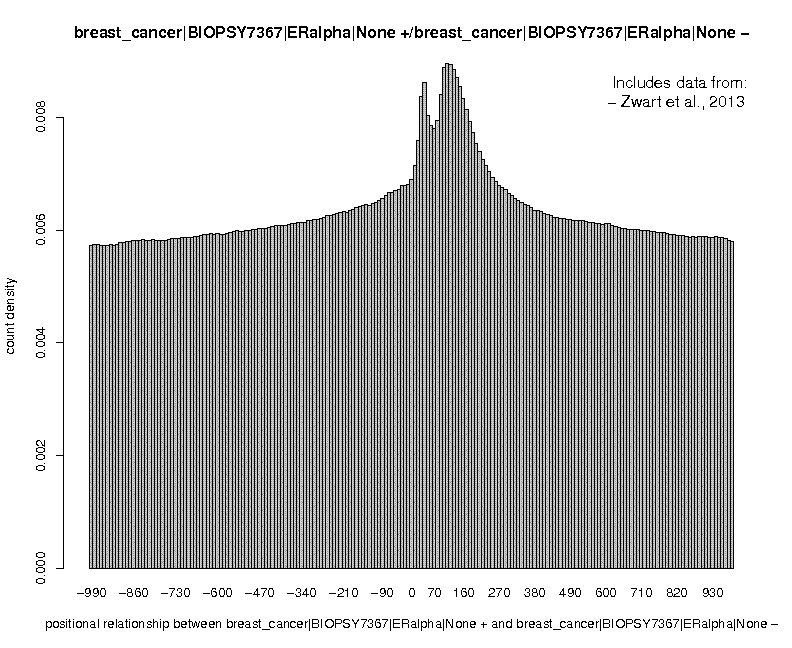 breast_cancer|BIOPSY7367|ERalpha|None +/breast_cancer|BIOPSY7367|ERalpha|None −
Includes data from:
− Zwart et al., 2013
count density
0.008
0.006
0.004
0.002
0.000
−990 −860 −730 −600 −470 −340 −210 −90 0 70 160 270 380 490 600 710 820 930
positional relationship between breast_cancer|BIOPSY7367|ERalpha|None + and breast_cancer|BIOPSY7367|ERalpha|None −